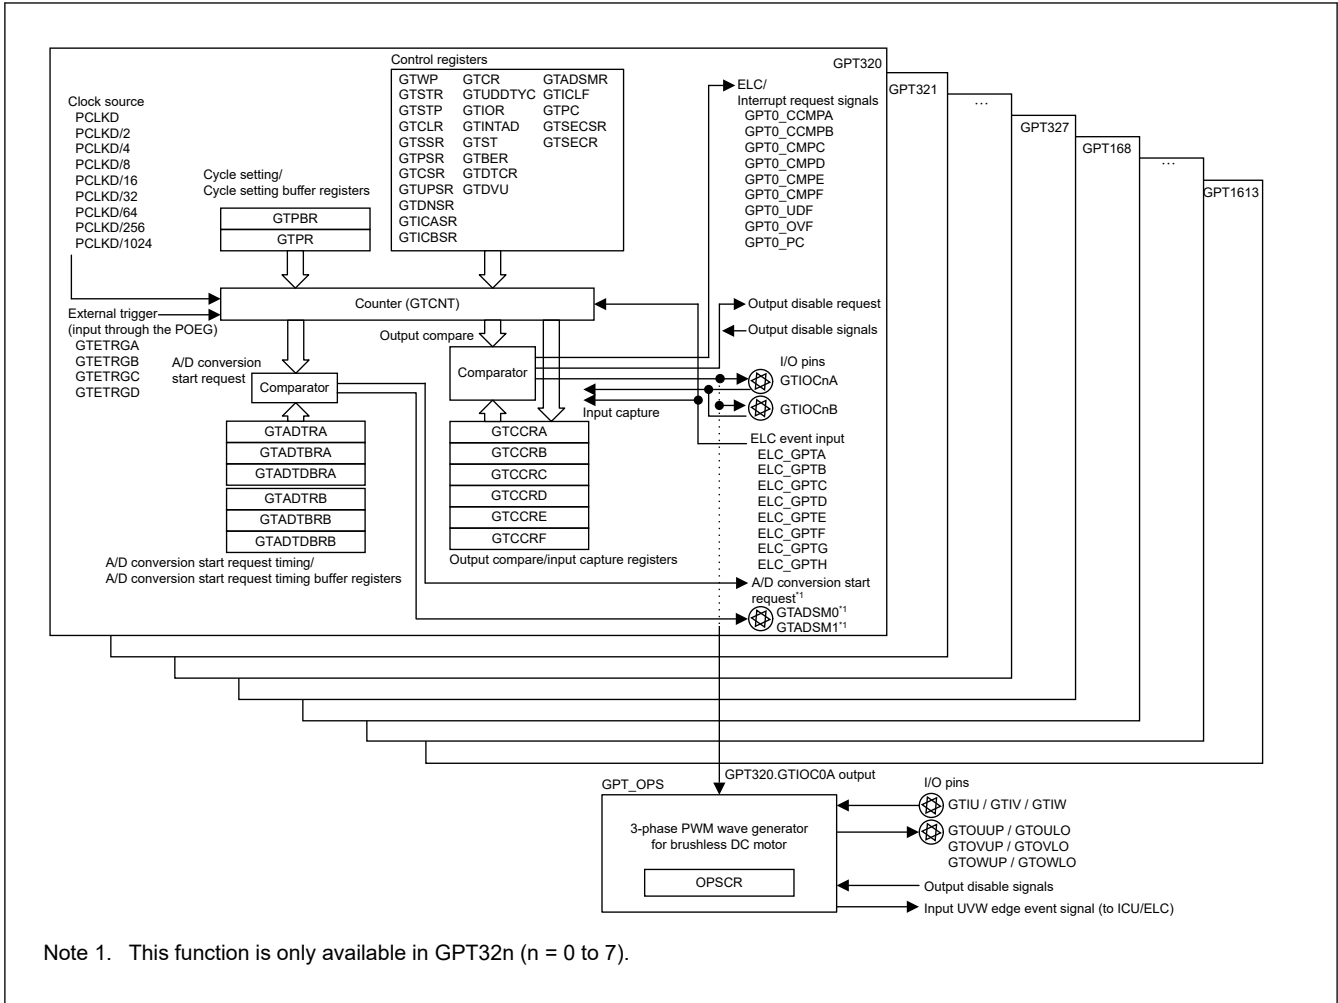 GPT320
GPT321
...
GPT327
GPT168
...
GPT1613
Clock source
PCLKD
PCLKD/2
PCLKD/4
PCLKD/8
PCLKD/16
PCLKD/32
PCLKD/64
PCLKD/256
PCLKD/1024
Cycle setting/
Cycle setting buffer registers
GTPBR
GTPR
Control registers
GTWP GTCR GTADSMR
GTSTR GTUDDTYC GTICLF
GTSTP GTIOR GTPC
GTCLR GTINTAD GTSECSR
GTSSR GTST GTSECR
GTPSR GTBER
GTCSR GTDTCR
GTUPSR GTDVU
GTDNSR
GTICASR
GTICBSR
ELC/
Interrupt request signals
GPT0_CCMPA
GPT0_CCMPB
GPT0_CMPC
GPT0_CMPD
GPT0_CMPE
GPT0_CMPF
GPT0_UDF
GPT0_OVF
GPT0_PC
Counter (GTCNT)
External trigger
(input through the POEG)
GTETRGA
GTETRGB
GTETRGC
GTETRGD
A/D conversion
start request
Comparator
Output compare
Comparator
Output disable request
Output disable signals
I/O pins
GTIOCnA
GTIOCnB
Input capture
GTADTRA
GTADTBRA
GTADTDBRA
GTADTRB
GTADTBRB
GTADTDBRB
A/D conversion start request timing/
A/D conversion start request timing buffer registers
GTCCRA
GTCCRB
GTCCRC
GTCCRD
GTCCRE
GTCCRF
Output compare/input capture registers
ELC event input
ELC_GPTA
ELC_GPTB
ELC_GPTC
ELC_GPTD
ELC_GPTE
ELC_GPTF
ELC_GPTG
ELC_GPTH
A/D conversion start
request*1
GTADSM0*1
GTADSM1*1
GPT320.GTIOC0A output
GPT_OPS
3-phase PWM wave generator
for brushless DC motor
OPSCR
I/O pins
GTIU / GTIV / GTIW
GTOUUP / GTOULO
GTOVUP / GTOVLO
GTOWUP / GTOWLO
Output disable signals
Input UVW edge event signal (to ICU/ELC)
Note 1. This function is only available in GPT32n (n = 0 to 7).